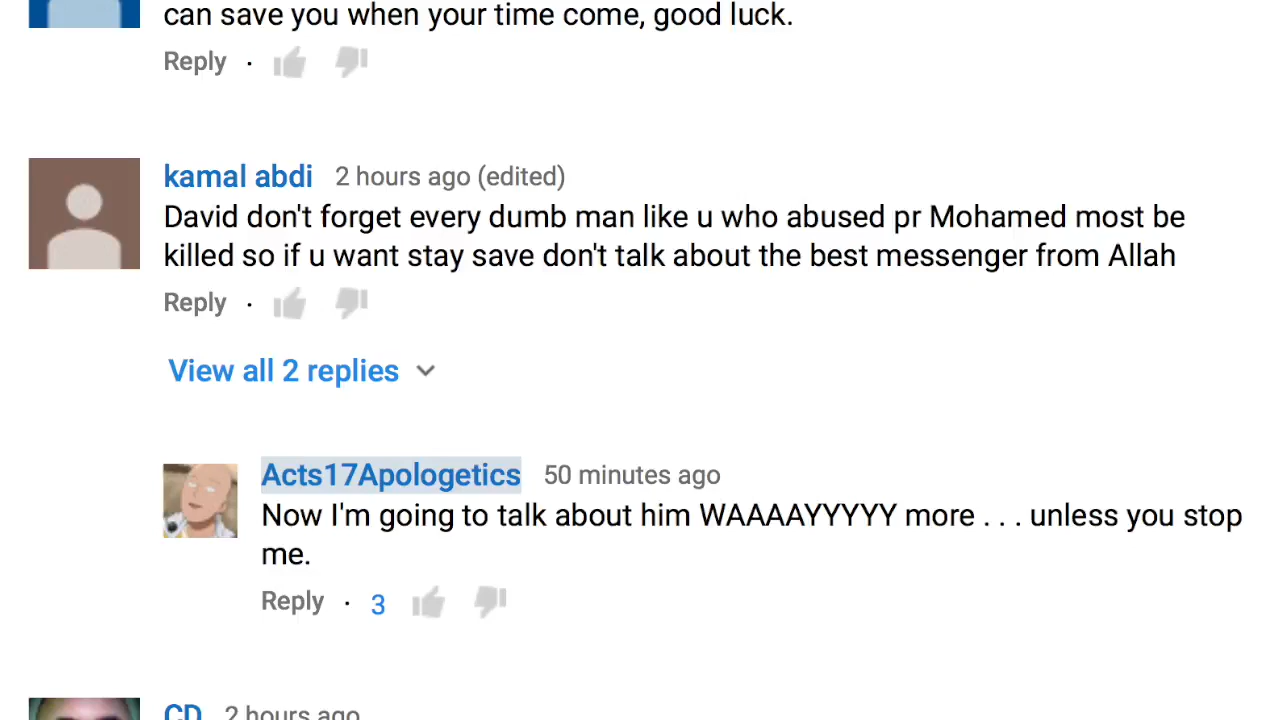 can save you when your time come, good luck.
Reply ·
kamal abdi 2 hours ago (edited)
David don't forget every dumb man like u who abused pr Mohamed most be
killed so if u want stay save don't talk about the best messenger from Allah
Reply ·
View all 2 replies
Acts17Apologetics 50 minutes ago
Now I'm going to talk about him WAAAAYYYYY more . . . unless you stop
me.
Reply · 3
CD 2 hours ago